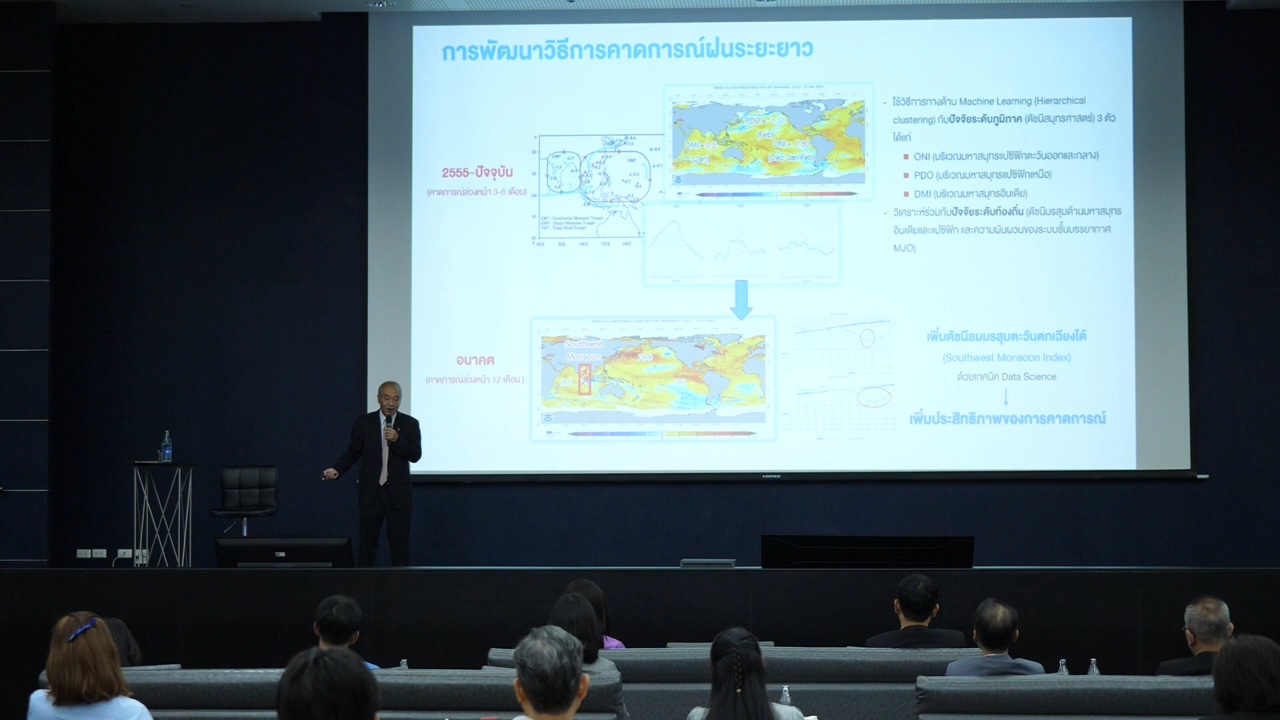 การพัฒนาวิธีการคาดการณ์ฝนระยะยาว
2555-ปัจจุบัน
(คาดการณ์ล่วงหน้า 3-6 เดือน)
CMT : Continental Monsoon Trough
PDO
(Feb)
DMI
(Jan)
ONI
(Dec-Jan-Feb)
- ใช้วิธีการทางด้าน Machine Learning (Hierarchical
clustering) กับปัจจัยระดับภูมิภาค (ดัชนีสมุทรศาสตร์) 3 ตัว
ได้แก่
ONI (บริเวณมหาสมุทรแปซิฟิกตะวันออกและกลาง)
PDO (บริเวณมหาสมุทรแปซิฟิกเหนือ)
DMI (บริเวณมหาสมุทรอินเดีย)
- วิเคราะห์ร่วมกับปัจจัยระดับท้องถิ่น (ดัชนีมรสุมด้านมหาสมุทร
อินเดียและแปซิฟิก และความผันผวนของระบบชั้นบรรยากาศ
MJO)
อนาคต
(คาดการณ์ล่วงหน้า 12 เดือน )
Southwest
Monsoon
เพิ่มดัชนีลมมรสุมตะวันตกเฉียงใต้
(Southwest Monsoon Index)
ด้วยเทคนิค Data Science
เพิ่มประสิทธิภาพของการคาดการณ์